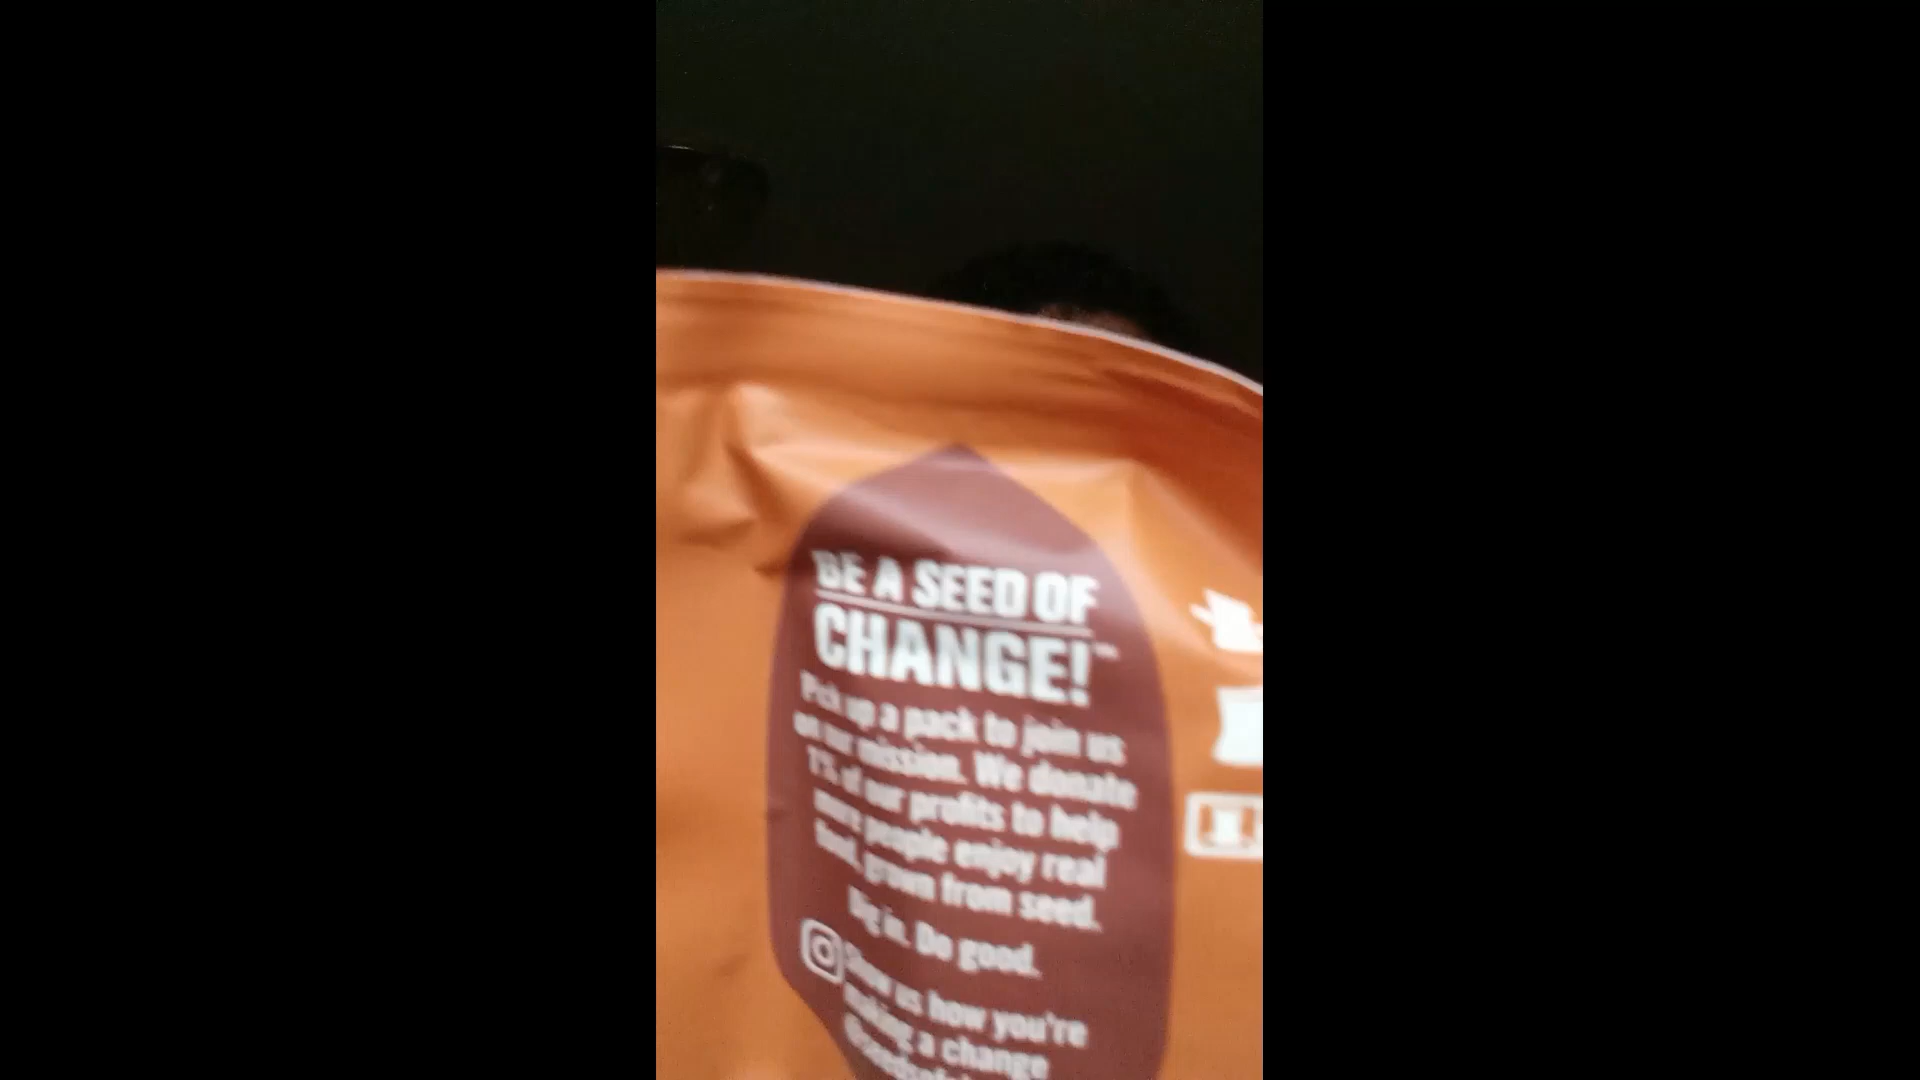 BE A SEED OF
CHANGE!™
Pick up a pack to join us
on our mission. We donate
1% of our profits to help
more people enjoy real
food, grown from seed.
Dig in. Do good.
Show us how you're
making a change